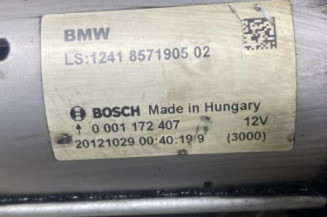 BMW
LS:1241 8571905 02
BOSCH Made in Hungary
↑ 0 001 172 407 12V
20121029 00:40:19 9 (3000)